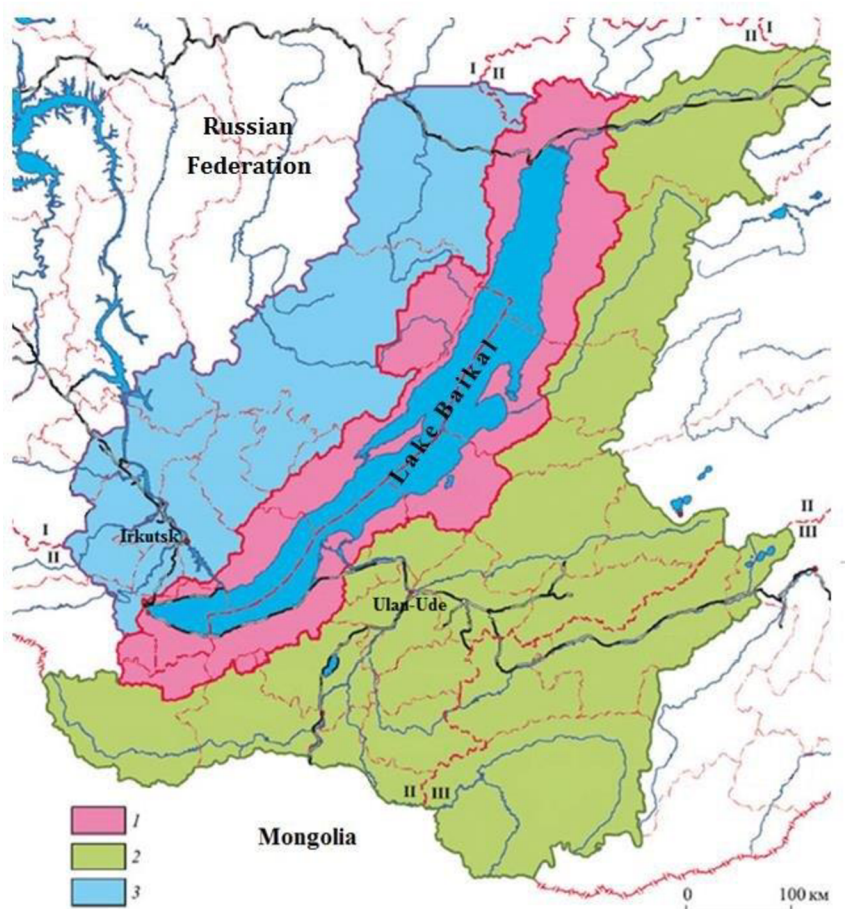 II I
I II
Russian
Federation
Lake Baikal
I
II
Irkutsk
II
III
Ulan-Ude
II III
1
Mongolia
2
3
0 100 км